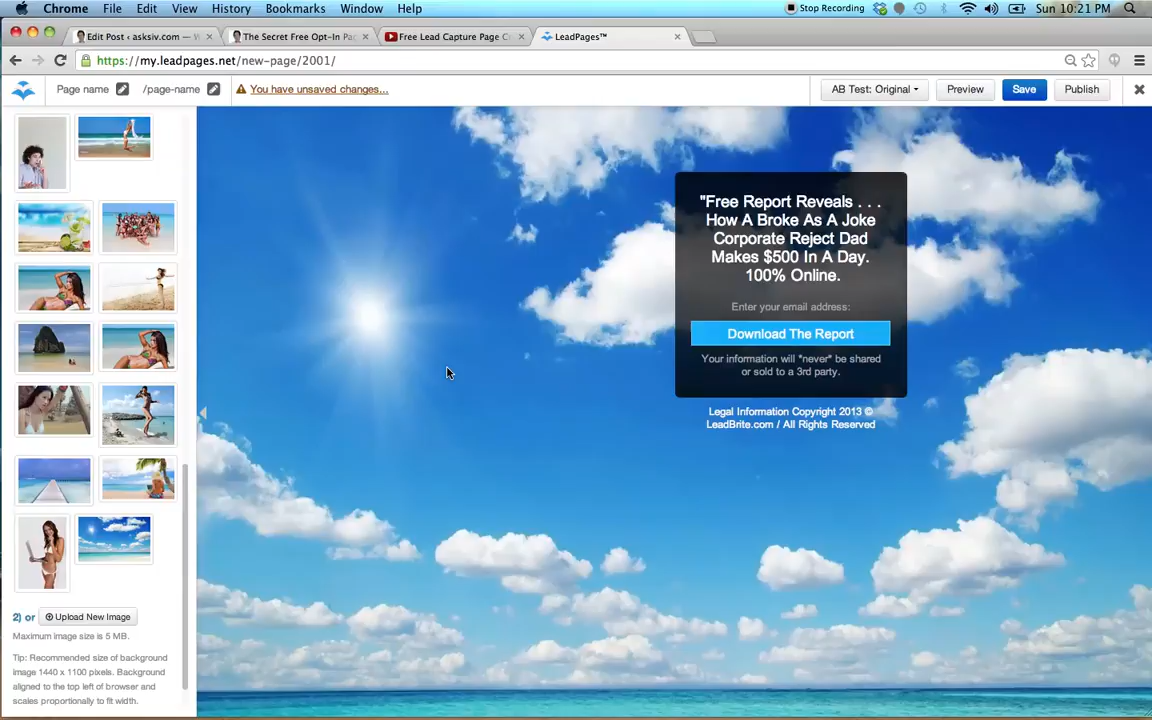 Chrome File Edit View History Bookmarks Window Help Stop Recording Sun 10:21 PM
Edit Post ‹ asksiv.com — W
The Secret Free Opt-In Pa
Free Lead Capture Page C
LeadPages™
https://my.leadpages.net/new-page/2001/
Page name /page-name You have unsaved changes... AB Test: Original Preview Save Publish
"Free Report Reveals . . .
How A Broke As A Joke
Corporate Reject Dad
Makes $500 In A Day.
100% Online.
Enter your email address:
Download The Report
Your information will *never* be shared
or sold to a 3rd party.
Legal Information Copyright 2013 ©
LeadBrite.com / All Rights Reserved
2) or Upload New Image
Maximum image size is 5 MB.
Tip: Recommended size of background
image 1440 x 1100 pixels. Background
aligned to the top left of browser and
scales proportionally to fit width.